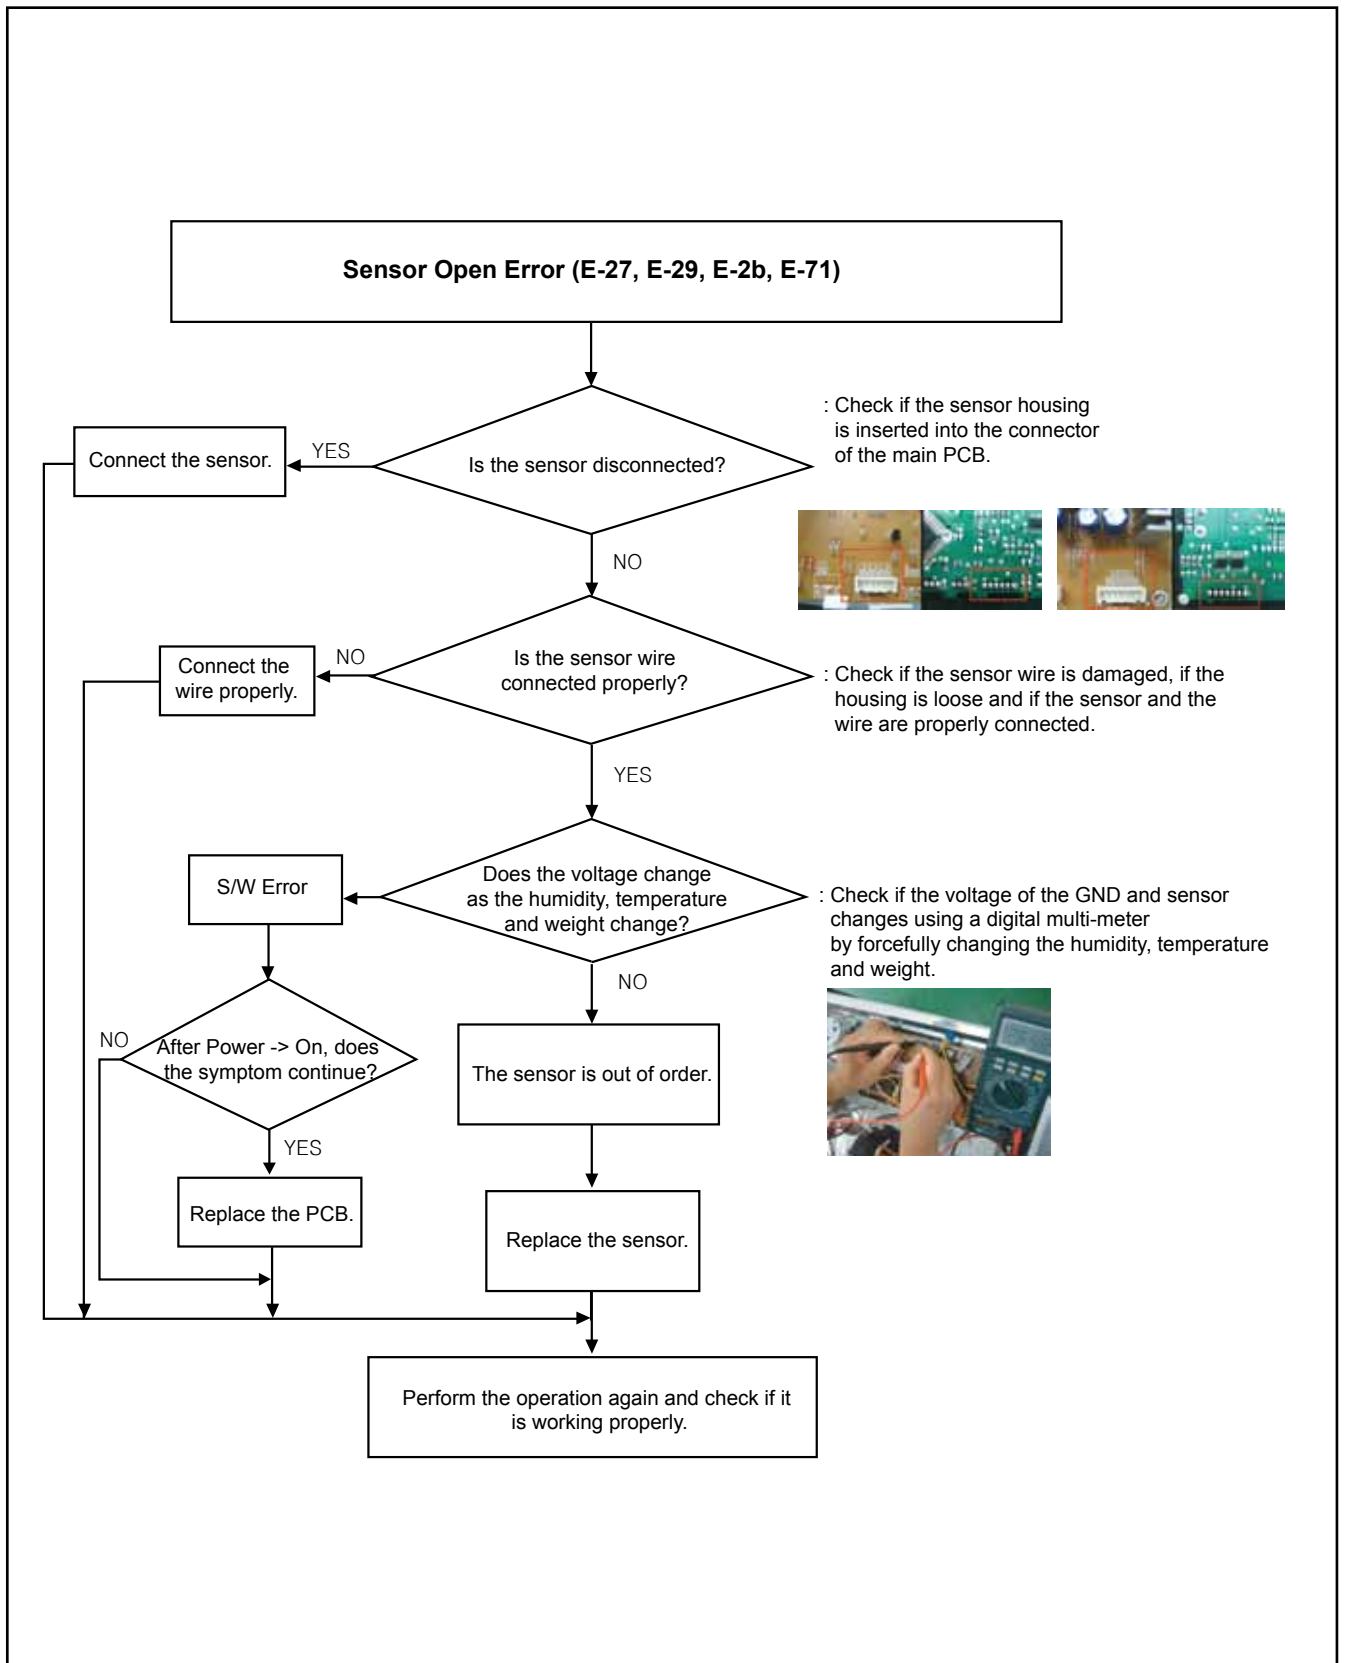 Sensor Open Error (E-27, E-29, E-2b, E-71)
: Check if the sensor housing
is inserted into the connector
of the main PCB.
Connect the sensor.
YES
Is the sensor disconnected?
NO
Connect the
wire properly.
NO
Is the sensor wire
connected properly?
: Check if the sensor wire is damaged, if the
housing is loose and if the sensor and the
wire are properly connected.
YES
S/W Error
Does the voltage change
as the humidity, temperature
and weight change?
: Check if the voltage of the GND and sensor
changes using a digital multi-meter
by forcefully changing the humidity, temperature
and weight.
NO
NO
After Power -> On, does
the symptom continue?
The sensor is out of order.
YES
Replace the PCB.
Replace the sensor.
Perform the operation again and check if it
is working properly.